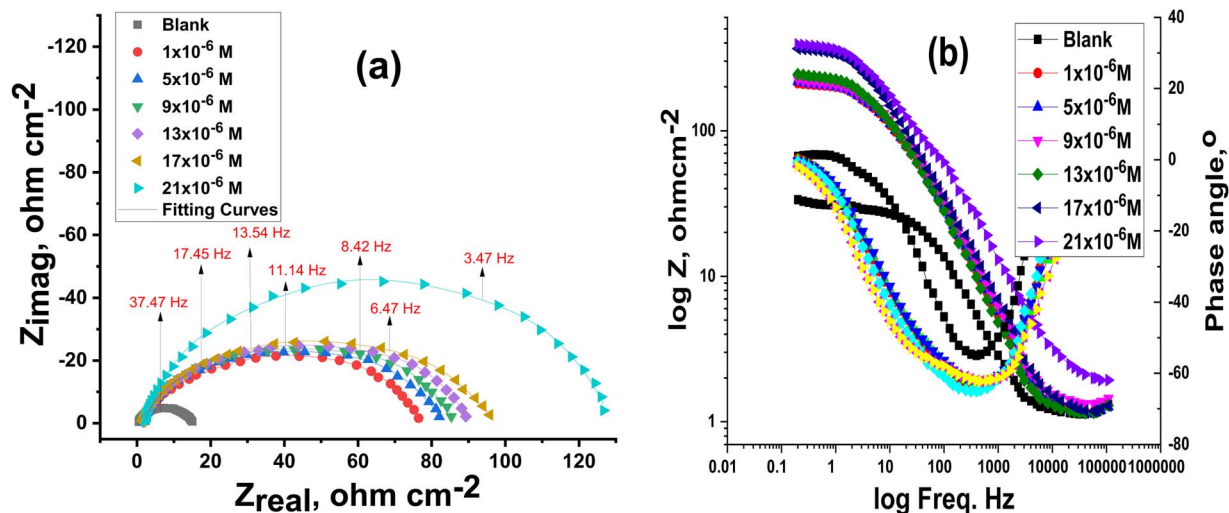 (a)
Blank
1x10⁻⁶ M
5x10⁻⁶ M
9x10⁻⁶ M
13x10⁻⁶ M
17x10⁻⁶ M
21x10⁻⁶ M
Fitting Curves
-120
-100
-80
-60
-40
-20
0
Zimag, ohm cm⁻²
37.47 Hz
17.45 Hz
13.54 Hz
11.14 Hz
8.42 Hz
6.47 Hz
3.47 Hz
0 20 40 60 80 100 120
Zreal, ohm cm⁻²
(b)
Blank
1x10⁻⁶M
5x10⁻⁶M
9x10⁻⁶M
13x10⁻⁶M
17x10⁻⁶M
21x10⁻⁶M
100
10
1
log Z, ohmcm⁻²
40
20
0
-20
-40
-60
-80
Phase angle,o
0.01 0.1 1 10 100 1000 10000 100000 1000000
log Freq. Hz